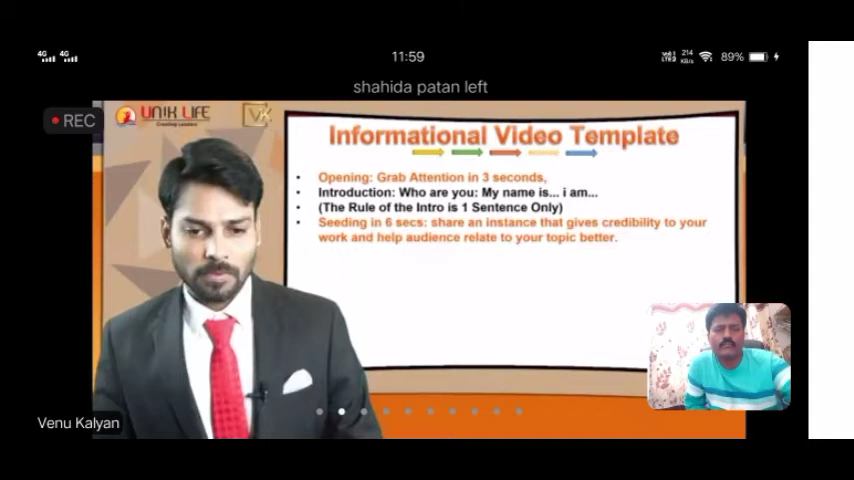 4G 4G 11:59 214 KB/s 89%
shahida patan left
REC
UNIK LIFE
Creating Leaders
VK
Informational Video Template
• Opening: Grab Attention in 3 seconds,
• Introduction: Who are you: My name is... i am...
• (The Rule of the Intro is 1 Sentence Only)
• Seeding in 6 secs: share an instance that gives credibility to your
work and help audience relate to your topic better.
Venu Kalyan